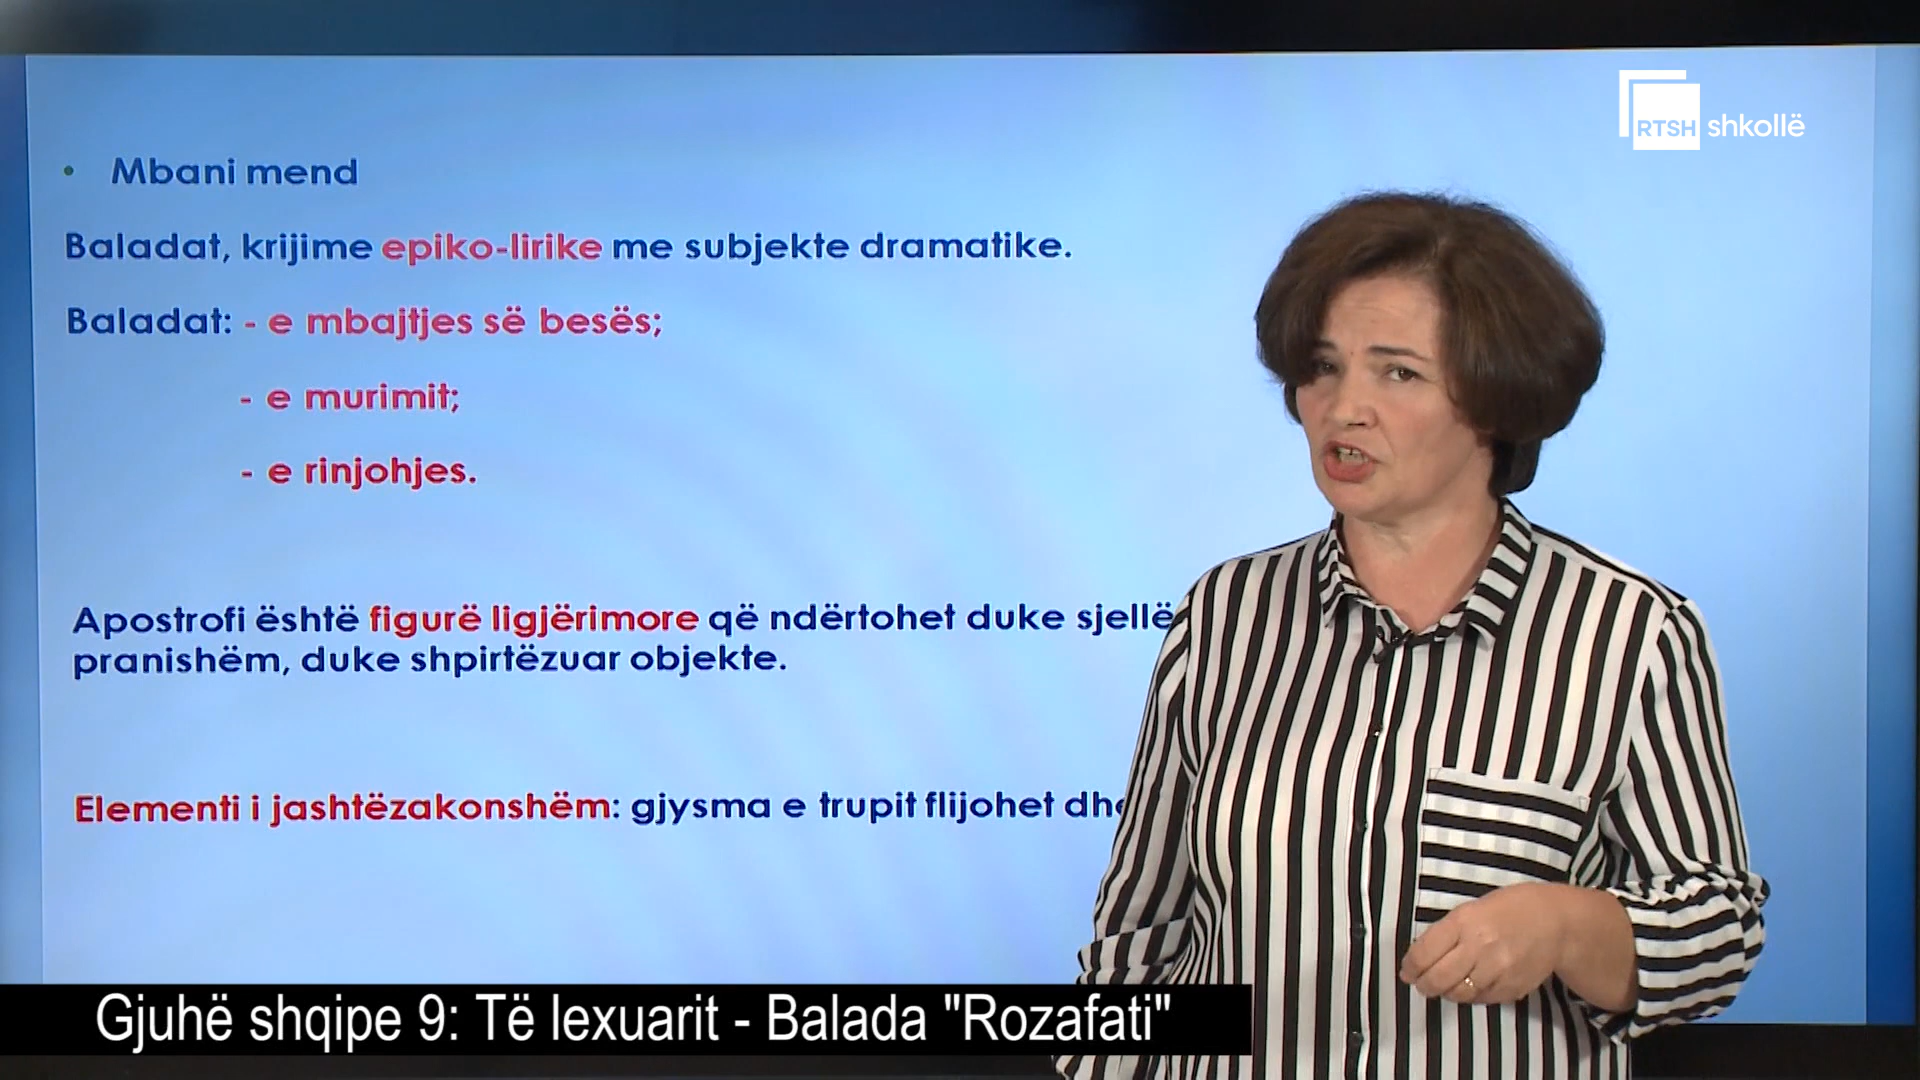 RTSH shkollë
• Mbani mend
Baladat, krijime epiko-lirike me subjekte dramatike.
Baladat: - e mbajtjes së besës;
- e murimit;
- e rinjohjes.
Apostrofi është figurë ligjërimore që ndërtohet duke sjellë
pranishëm, duke shpirtëzuar objekte.
Elementi i jashtëzakonshëm: gjysma e trupit flijohet dhe
Gjuhë shqipe 9: Të lexuarit - Balada "Rozafati"